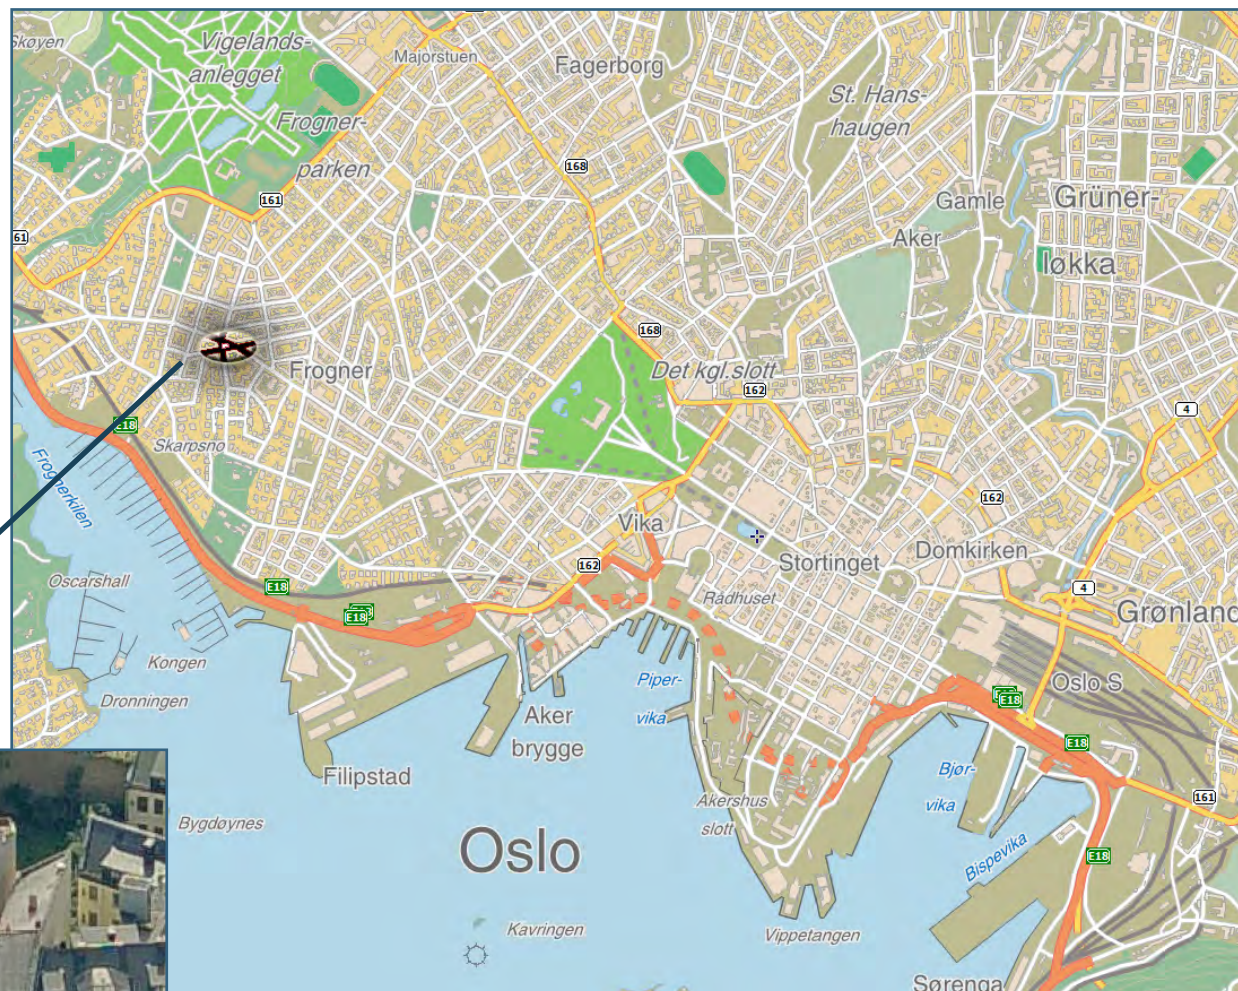 Skøyen
Vigelands-
anlegget
Majorstuen
Fagerborg
St. Hans-
haugen
Frogner-
parken
168
161
Gamle
Grüner-
61
Aker
løkka
168
Det kgl.slott
Frogner
162
4
E18
Skarpsno
Frognerkilen
162
Vika
Stortinget
Domkirken
162
Oscarshall
E18
4
Rådhuset
E18
Grønland
Kongen
Piper-
vika
Oslo S
Dronningen
E18
Aker
brygge
E18
Filipstad
Bjør-
vika
161
Akershus
slott
Bygdøynes
Oslo
Bispevika
E18
Kavringen
Vippetangen
Sørenga